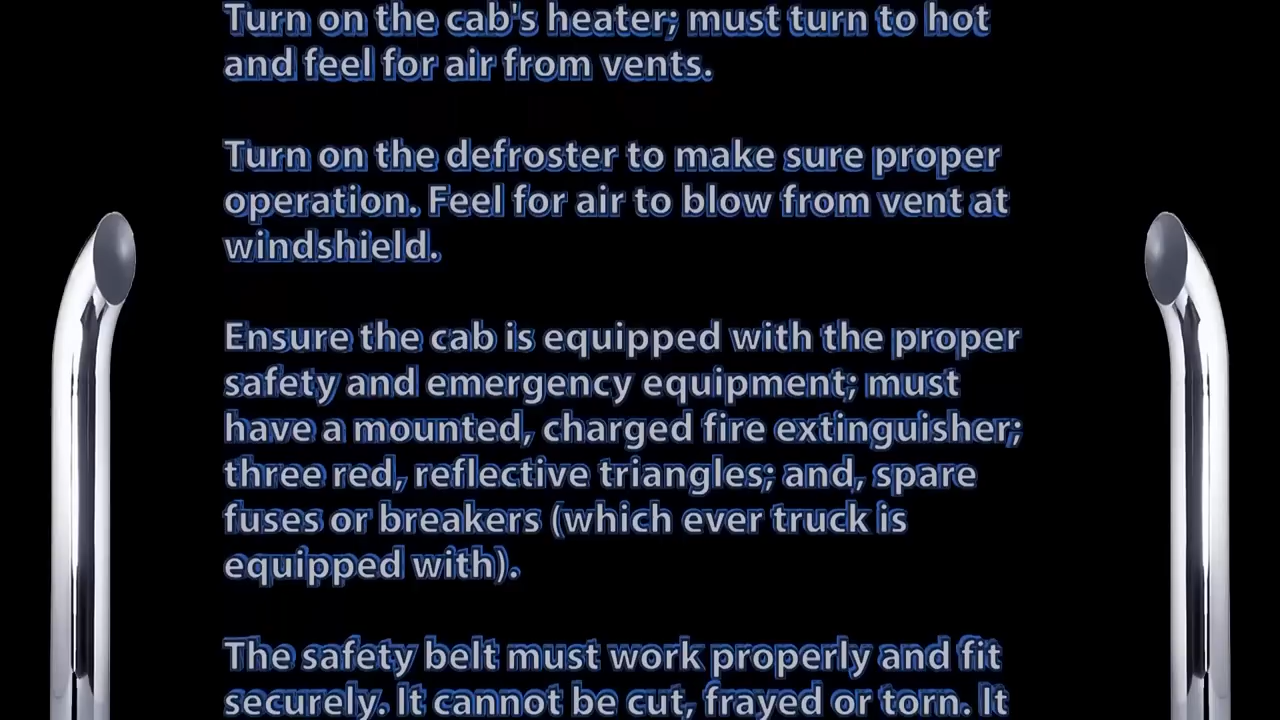 Turn on the cab's heater; must turn to hot
and feel for air from vents.
Turn on the defroster to make sure proper
operation. Feel for air to blow from vent at
windshield.
Ensure the cab is equipped with the proper
safety and emergency equipment; must
have a mounted, charged fire extinguisher;
three red, reflective triangles; and, spare
fuses or breakers (which ever truck is
equipped with).
The safety belt must work properly and fit
securely. It cannot be cut, frayed or torn. It